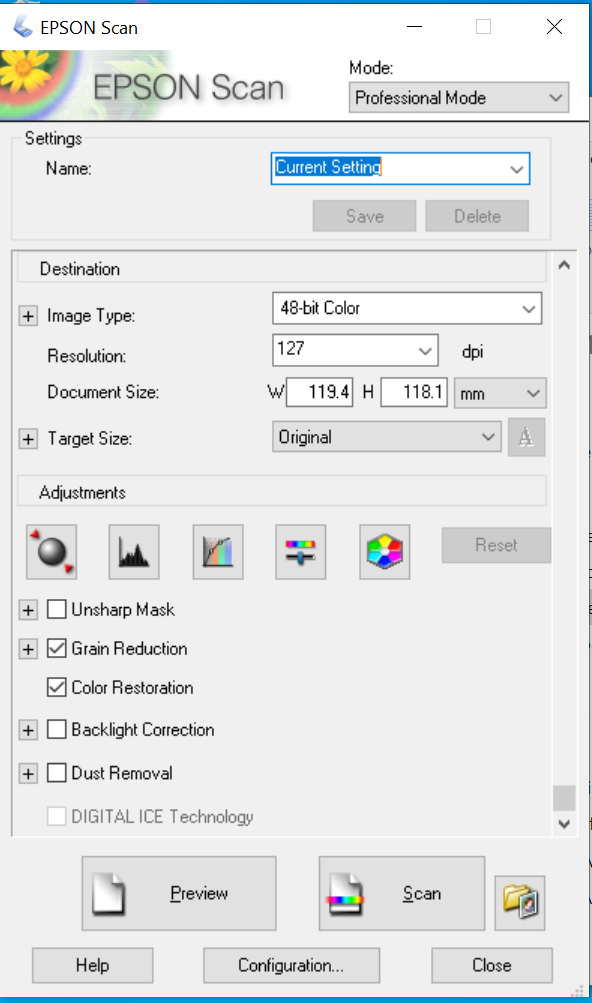 EPSON Scan
EPSON Scan
Mode:
Professional Mode
Settings
Name:
Current Setting
Save
Delete
Destination
Image Type:
48-bit Color
Resolution:
127
dpi
Document Size:
W 119.4 H 118.1 mm
Target Size:
Original
A
Adjustments
Reset
Unsharp Mask
Grain Reduction
Color Restoration
Backlight Correction
Dust Removal
DIGITAL ICE Technology
Preview
Scan
Help
Configuration...
Close